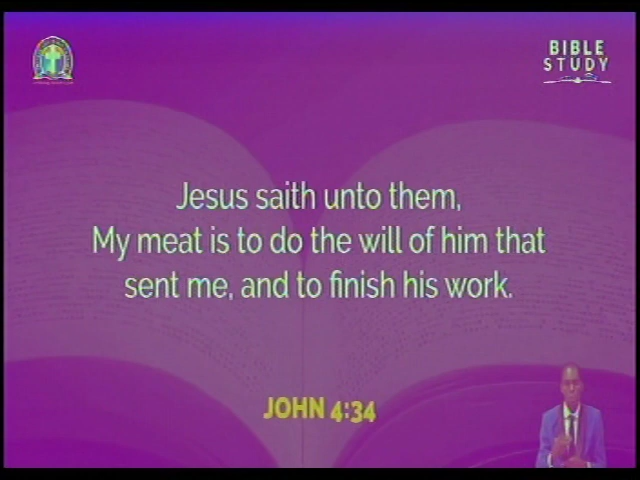 BIBLE
STUDY
Jesus saith unto them,
My meat is to do the will of him that
sent me, and to finish his work.
JOHN 4:34